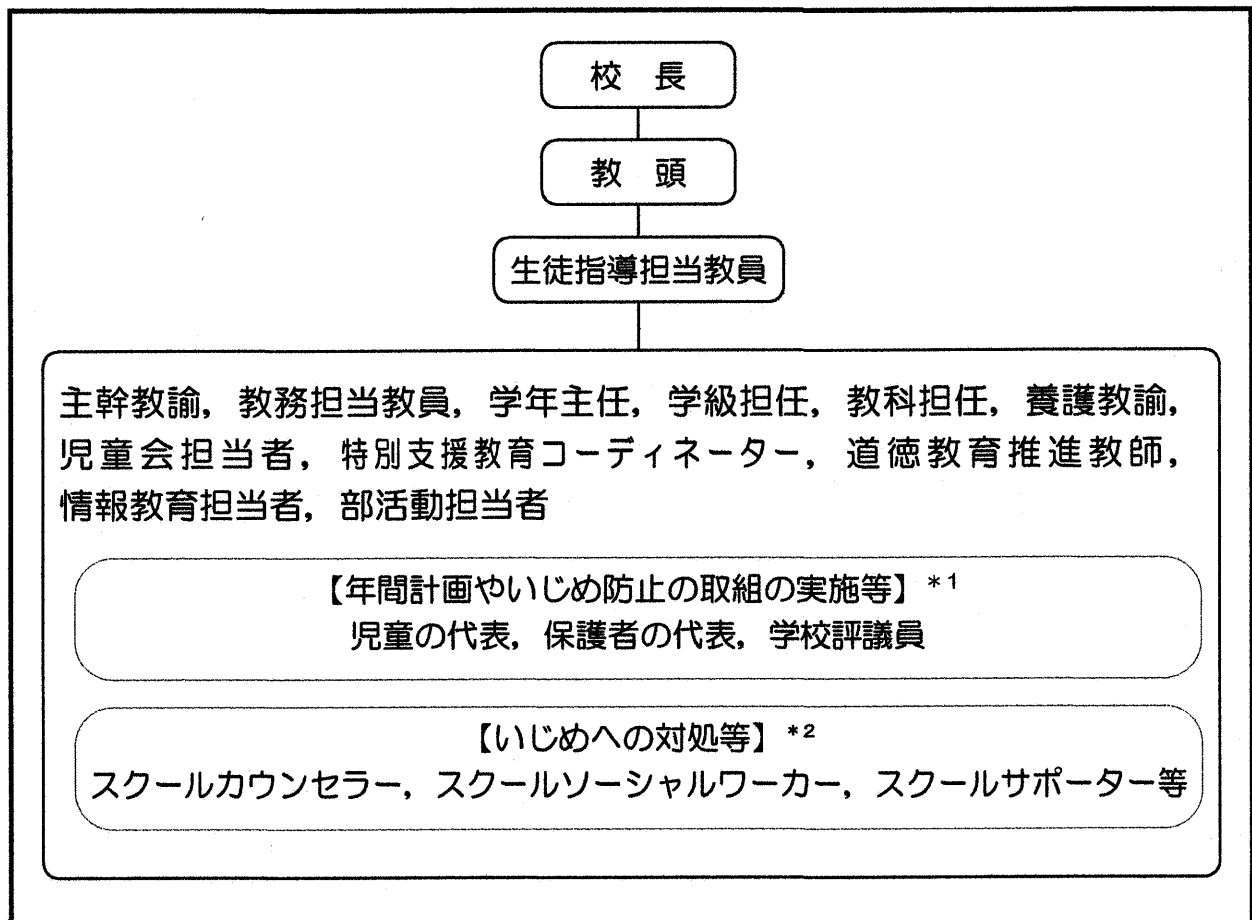 校　長
教　頭
生徒指導担当教員
主幹教諭，教務担当教員，学年主任，学級担任，教科担任，養護教諭，
児童会担当者，特別支援教育コーディネーター，道徳教育推進教師，
情報教育担当者，部活動担当者
【年間計画やいじめ防止の取組の実施等】*1
児童の代表，保護者の代表，学校評議員
【いじめへの対処等】*2
スクールカウンセラー，スクールソーシャルワーカー，スクールサポーター等